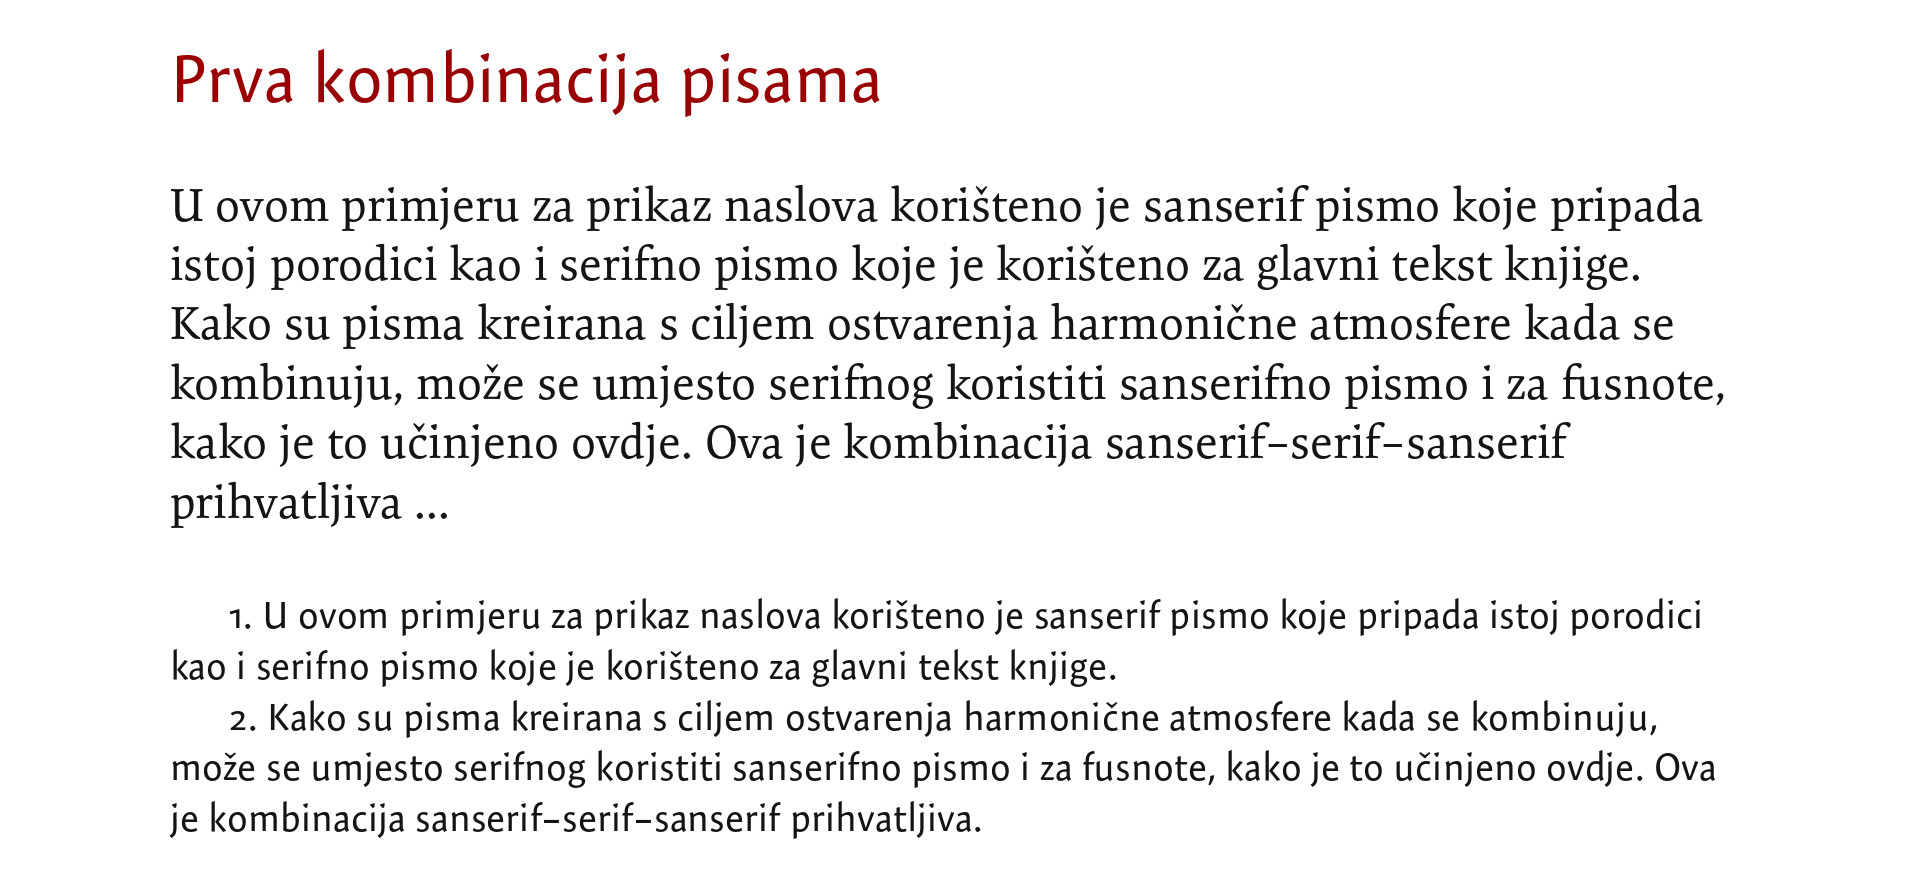 Prva kombinacija pisama
U ovom primjeru za prikaz naslova korišteno je sanserif pismo koje pripada
istoj porodici kao i serifno pismo koje je korišteno za glavni tekst knjige.
Kako su pisma kreirana s ciljem ostvarenja harmonične atmosfere kada se
kombinuju, može se umjesto serifnog koristiti sanserifno pismo i za fusnote,
kako je to učinjeno ovdje. Ova je kombinacija sanserif–serif–sanserif
prihvatljiva ...
1. U ovom primjeru za prikaz naslova korišteno je sanserif pismo koje pripada istoj porodici
kao i serifno pismo koje je korišteno za glavni tekst knjige.
2. Kako su pisma kreirana s ciljem ostvarenja harmonične atmosfere kada se kombinuju,
može se umjesto serifnog koristiti sanserifno pismo i za fusnote, kako je to učinjeno ovdje. Ova
je kombinacija sanserif–serif–sanserif prihvatljiva.